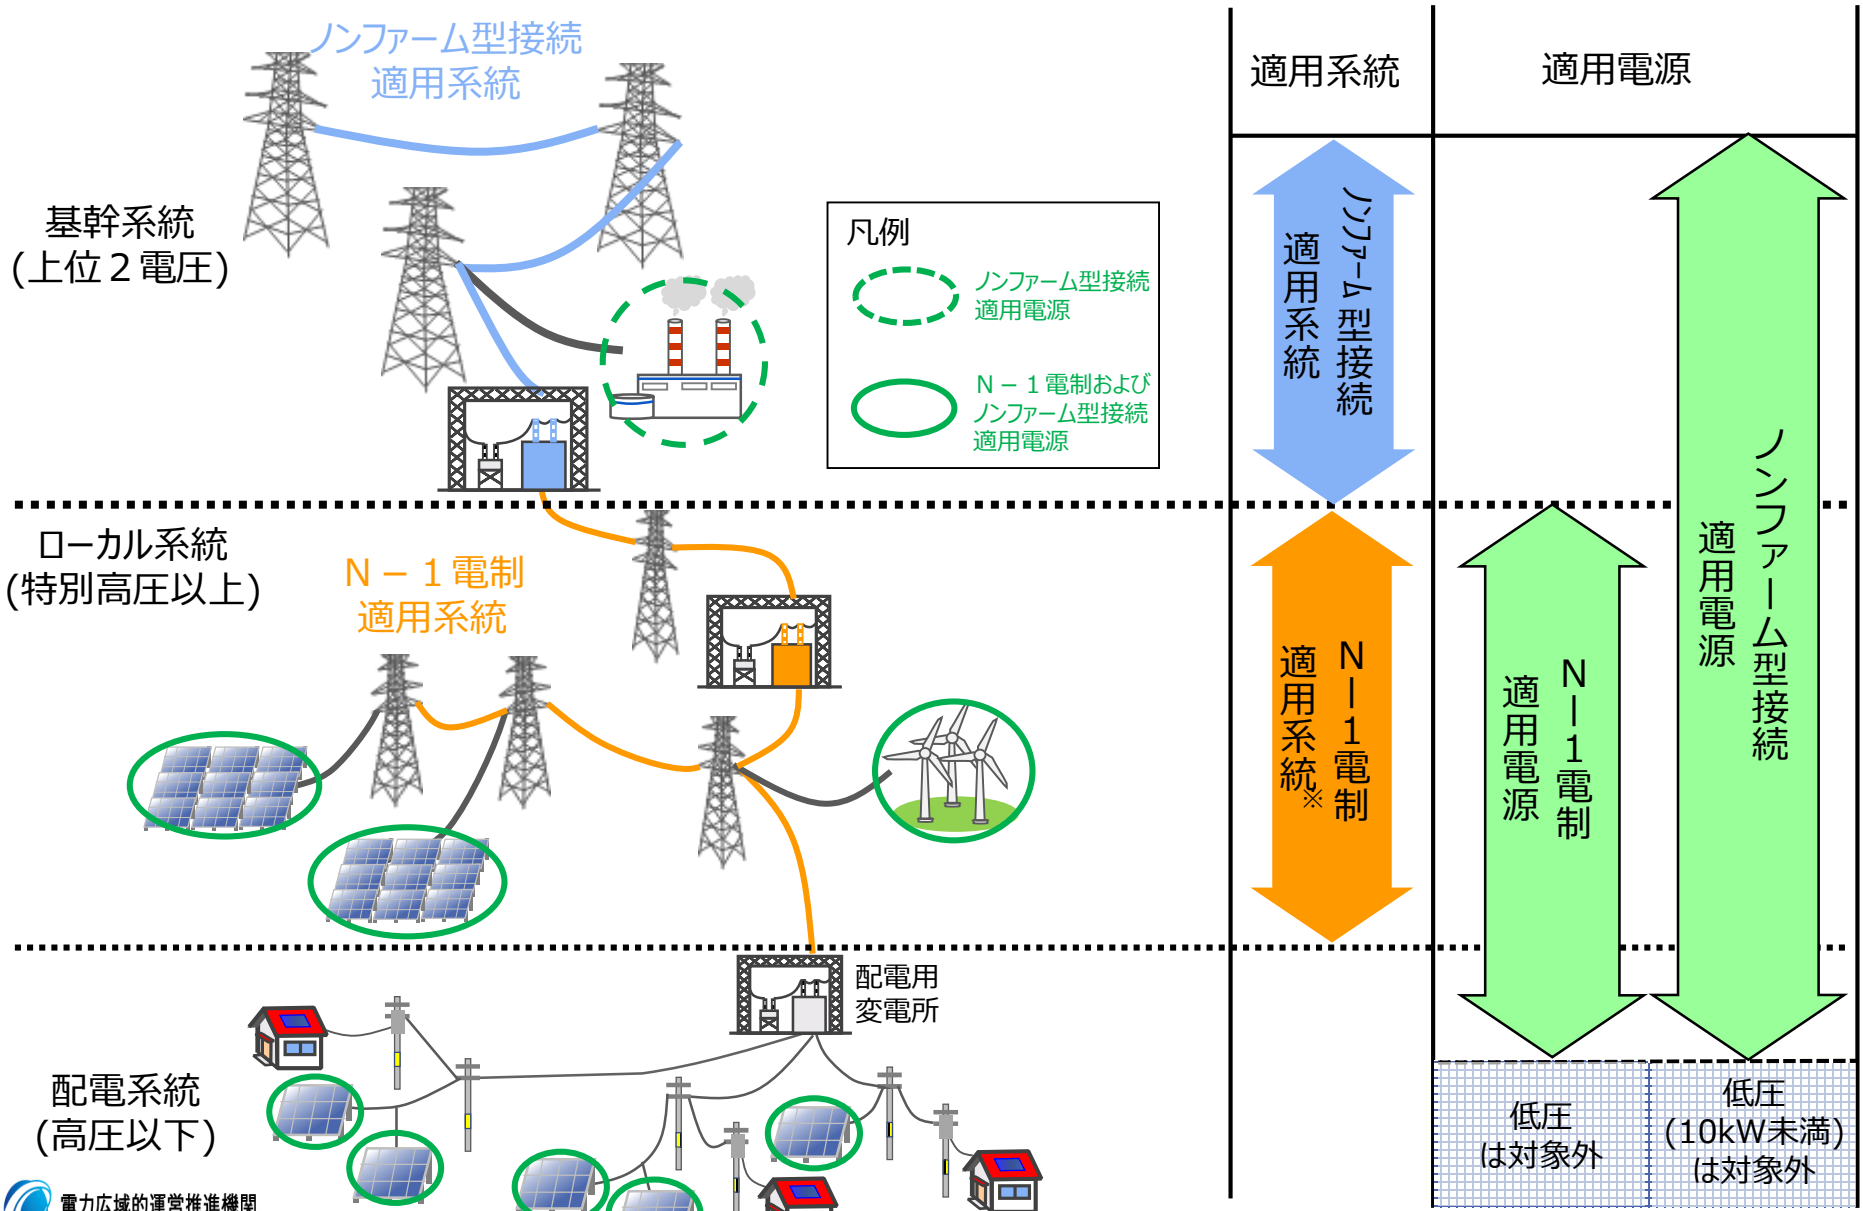 ノンファーム型接続
適用系統
基幹系統
(上位２電圧)
凡例
ノンファーム型接続
適用電源
Ｎ－１電制および
ノンファーム型接続
適用電源
ローカル系統
(特別高圧以上)
Ｎ－１電制
適用系統
配電用
変電所
配電系統
(高圧以下)
電力広域的運営推進機関
適用系統
適用電源
ノンファーム型接続
適用系統
Ｎー１電制
適用系統※
Ｎー１電制
適用電源
ノンファーム型接続
適用電源
低圧
は対象外
低圧
(10kW未満)
は対象外